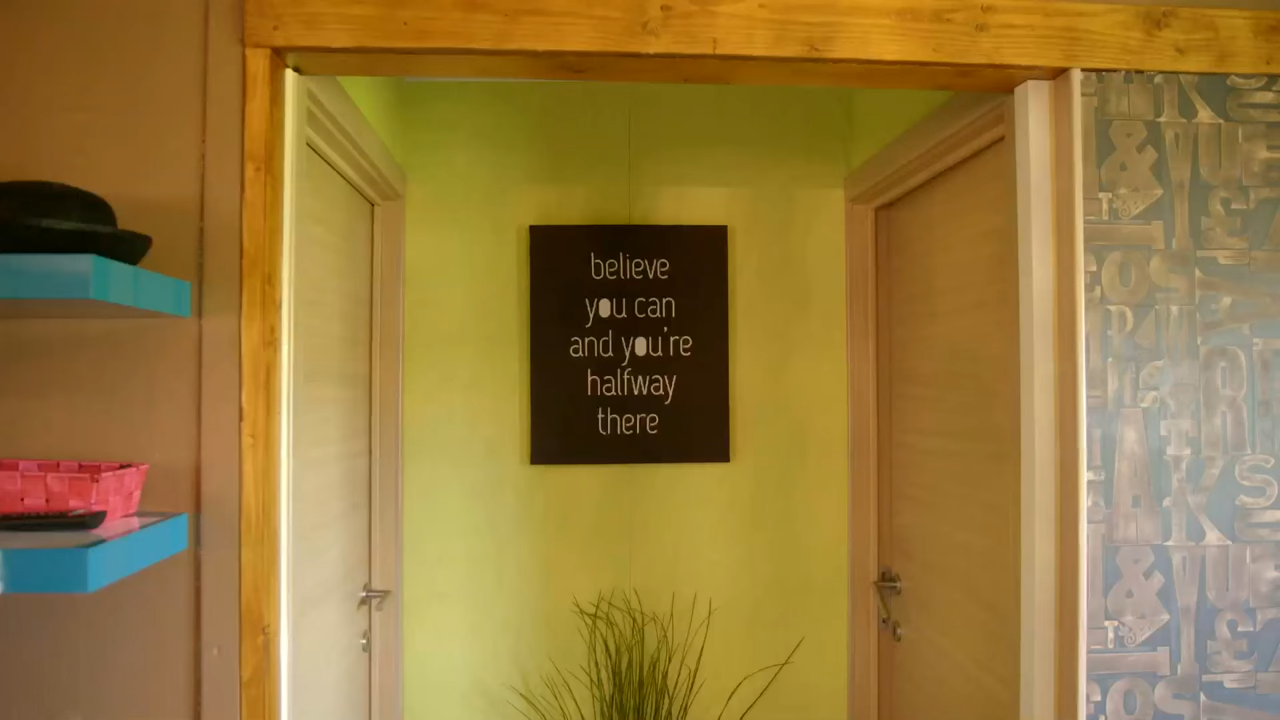 believe
you can
and you're
halfway
there